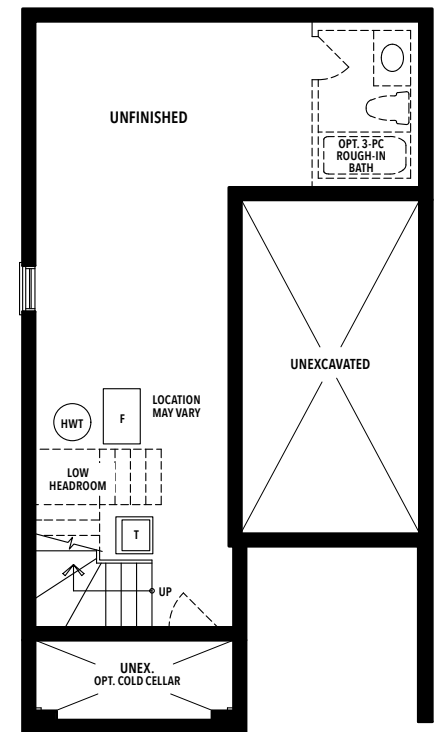 UNFINISHED
OPT. 3-PC
ROUGH-IN
BATH
UNEXCAVATED
LOCATION
MAY VARY
HWT
F
LOW
HEADROOM
T
UP
UNEX.
OPT. COLD CELLAR